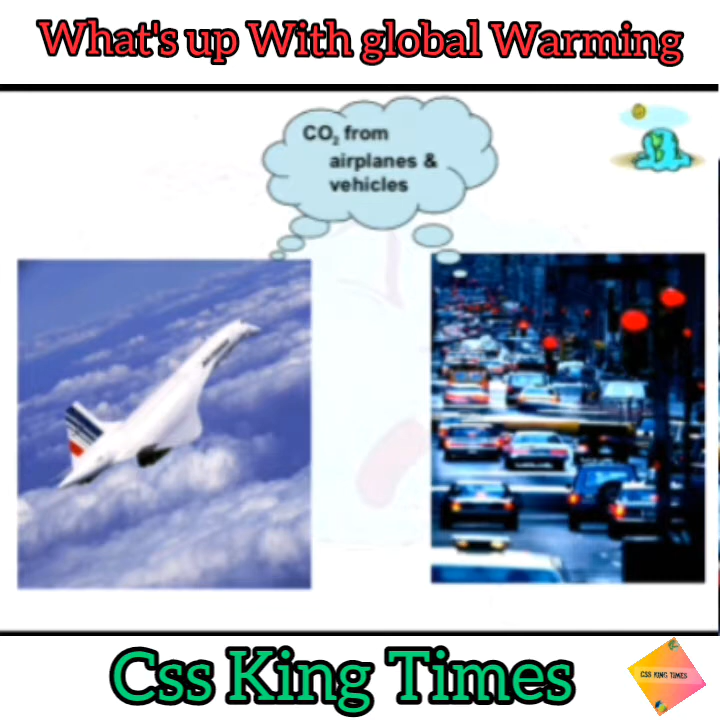 What's up With global Warming
CO₂ from
airplanes &
vehicles
Css King Times
CSS KING TIMES